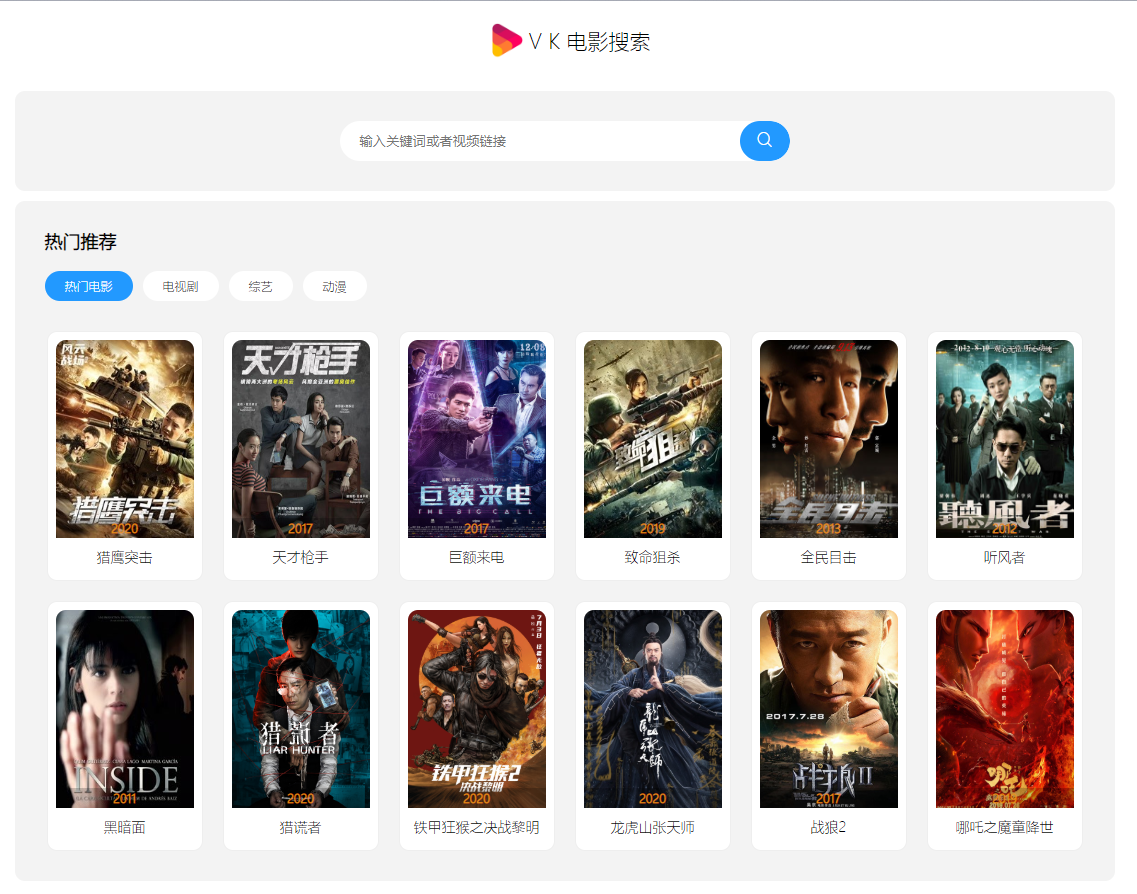 V K 电影搜索
输入关键词或者视频链接
热门推荐
热门电影 电视剧 综艺 动漫
风云
战场
猎鹰突击
2020
猎鹰突击
天才枪手
2017
天才枪手
12·08
巨额来电
THE BIG CALL
2017
巨额来电
致命狙杀
2019
致命狙杀
全民目击
2013
全民目击
聽風者
2012
听风者
INSIDE
2011
黑暗面
猎谎者
LIAR HUNTER
2020
猎谎者
7月3日
铁甲狂猴2
决战黎明
2020
铁甲狂猴之决战黎明
龍虎山张天师
2020
龙虎山张天师
2017.7.28
战狼II
2017
战狼2
哪吒
哪吒之魔童降世